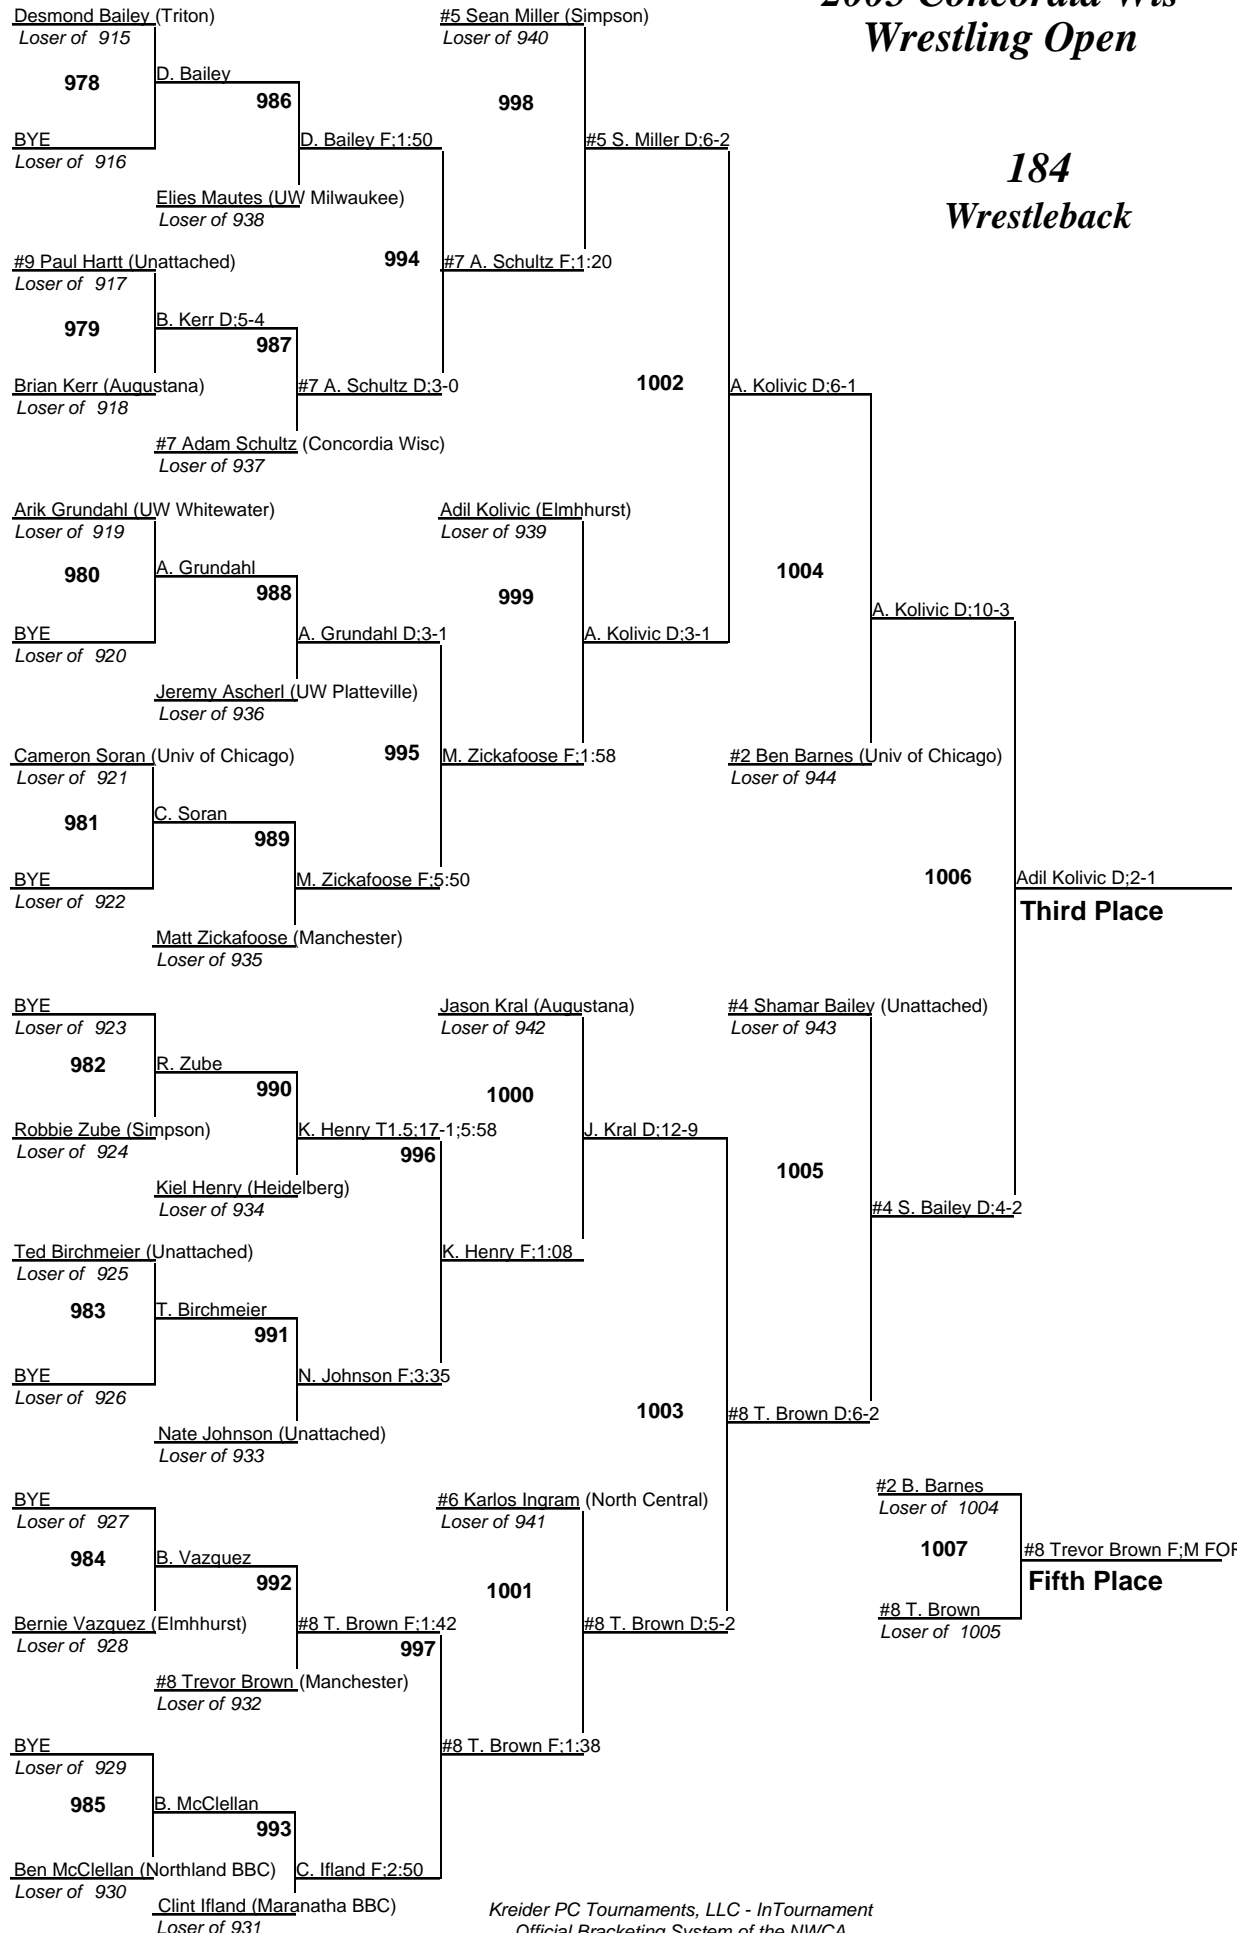 2005 Concordia Wis
Wrestling Open
184
Wrestleback
Desmond Bailey (Triton)
Loser of 915
978
D. Bailey
986
BYE
Loser of 916
D. Bailey F;1:50
Elies Mautes (UW Milwaukee)
Loser of 938
#9 Paul Hartt (Unattached)
Loser of 917
994
#7 A. Schultz F;1:20
979
B. Kerr D;5-4
987
Brian Kerr (Augustana)
Loser of 918
#7 A. Schultz D;3-0
#7 Adam Schultz (Concordia Wisc)
Loser of 937
#5 Sean Miller (Simpson)
Loser of 940
998
#5 S. Miller D;6-2
1002
A. Kolivic D;6-1
Arik Grundahl (UW Whitewater)
Loser of 919
980
A. Grundahl
988
BYE
Loser of 920
A. Grundahl D;3-1
Jeremy Ascherl (UW Platteville)
Loser of 936
Cameron Soran (Univ of Chicago)
Loser of 921
995
M. Zickafoose F;1:58
981
C. Soran
989
BYE
Loser of 922
M. Zickafoose F;5:50
Matt Zickafoose (Manchester)
Loser of 935
Adil Kolivic (Elmhhurst)
Loser of 939
999
A. Kolivic D;3-1
1004
A. Kolivic D;10-3
#2 Ben Barnes (Univ of Chicago)
Loser of 944
1006
Adil Kolivic D;2-1
Third Place
BYE
Loser of 923
982
R. Zube
990
Robbie Zube (Simpson)
Loser of 924
K. Henry T1.5;17-1;5:58
996
Kiel Henry (Heidelberg)
Loser of 934
Ted Birchmeier (Unattached)
Loser of 925
K. Henry F;1:08
983
T. Birchmeier
991
BYE
Loser of 926
N. Johnson F;3:35
Nate Johnson (Unattached)
Loser of 933
Jason Kral (Augustana)
Loser of 942
1000
J. Kral D;12-9
#4 Shamar Bailey (Unattached)
Loser of 943
1005
#4 S. Bailey D;4-2
1003
#8 T. Brown D;6-2
BYE
Loser of 927
984
B. Vazquez
992
Bernie Vazquez (Elmhhurst)
Loser of 928
#8 T. Brown F;1:42
997
#8 Trevor Brown (Manchester)
Loser of 932
BYE
Loser of 929
#8 T. Brown F;1:38
985
B. McClellan
993
Ben McClellan (Northland BBC)
Loser of 930
C. Ifland F;2:50
Clint Ifland (Maranatha BBC)
Loser of 931
#6 Karlos Ingram (North Central)
Loser of 941
1001
#8 T. Brown D;5-2
#2 B. Barnes
Loser of 1004
1007
#8 Trevor Brown F;M FOR
Fifth Place
#8 T. Brown
Loser of 1005
Kreider PC Tournaments, LLC - InTournament
Official Bracketing System of the NWCA